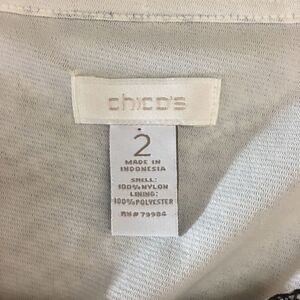 chico's
2
MADE IN
INDONESIA
SHELL:
100%NYLON
LINING:
100%POLYESTER
RN# 79984